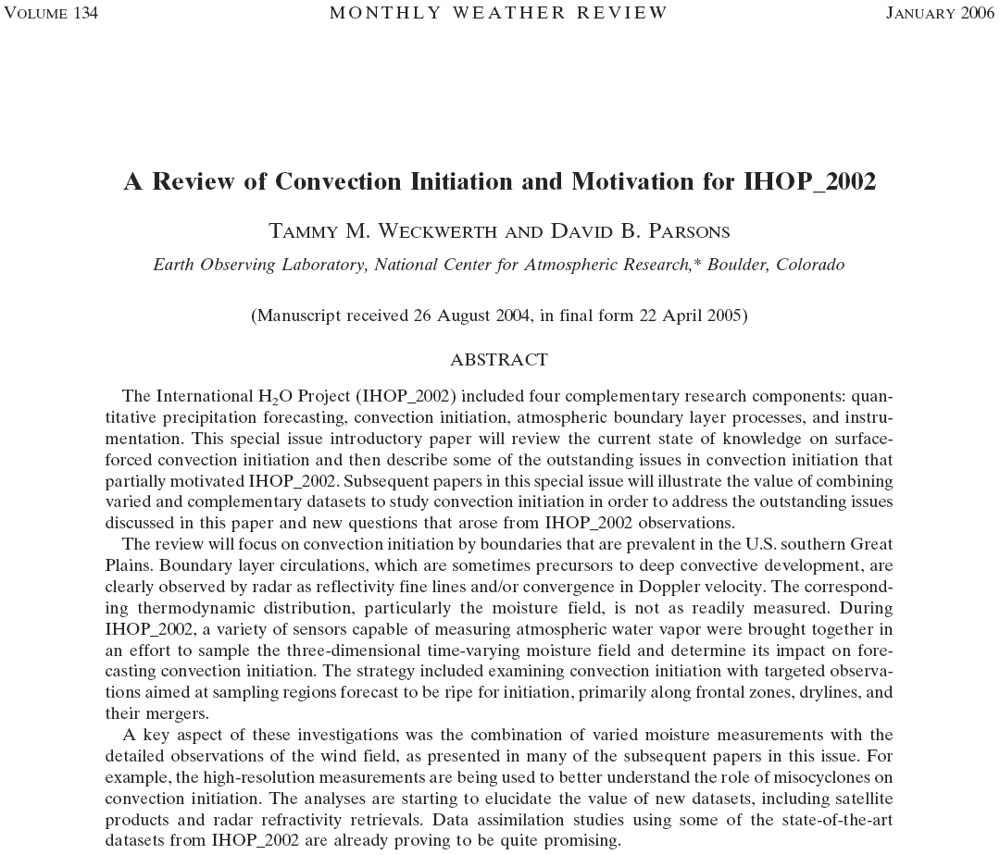 VOLUME 134 MONTHLY WEATHER REVIEW JANUARY 2006
A Review of Convection Initiation and Motivation for IHOP_2002
TAMMY M. WECKWERTH AND DAVID B. PARSONS
Earth Observing Laboratory, National Center for Atmospheric Research,* Boulder, Colorado
(Manuscript received 26 August 2004, in final form 22 April 2005)
ABSTRACT
The International H₂O Project (IHOP_2002) included four complementary research components: quan-
titative precipitation forecasting, convection initiation, atmospheric boundary layer processes, and instru-
mentation. This special issue introductory paper will review the current state of knowledge on surface-
forced convection initiation and then describe some of the outstanding issues in convection initiation that
partially motivated IHOP_2002. Subsequent papers in this special issue will illustrate the value of combining
varied and complementary datasets to study convection initiation in order to address the outstanding issues
discussed in this paper and new questions that arose from IHOP_2002 observations.
The review will focus on convection initiation by boundaries that are prevalent in the U.S. southern Great
Plains. Boundary layer circulations, which are sometimes precursors to deep convective development, are
clearly observed by radar as reflectivity fine lines and/or convergence in Doppler velocity. The correspond-
ing thermodynamic distribution, particularly the moisture field, is not as readily measured. During
IHOP_2002, a variety of sensors capable of measuring atmospheric water vapor were brought together in
an effort to sample the three-dimensional time-varying moisture field and determine its impact on fore-
casting convection initiation. The strategy included examining convection initiation with targeted observa-
tions aimed at sampling regions forecast to be ripe for initiation, primarily along frontal zones, drylines, and
their mergers.
A key aspect of these investigations was the combination of varied moisture measurements with the
detailed observations of the wind field, as presented in many of the subsequent papers in this issue. For
example, the high-resolution measurements are being used to better understand the role of misocyclones on
convection initiation. The analyses are starting to elucidate the value of new datasets, including satellite
products and radar refractivity retrievals. Data assimilation studies using some of the state-of-the-art
datasets from IHOP_2002 are already proving to be quite promising.